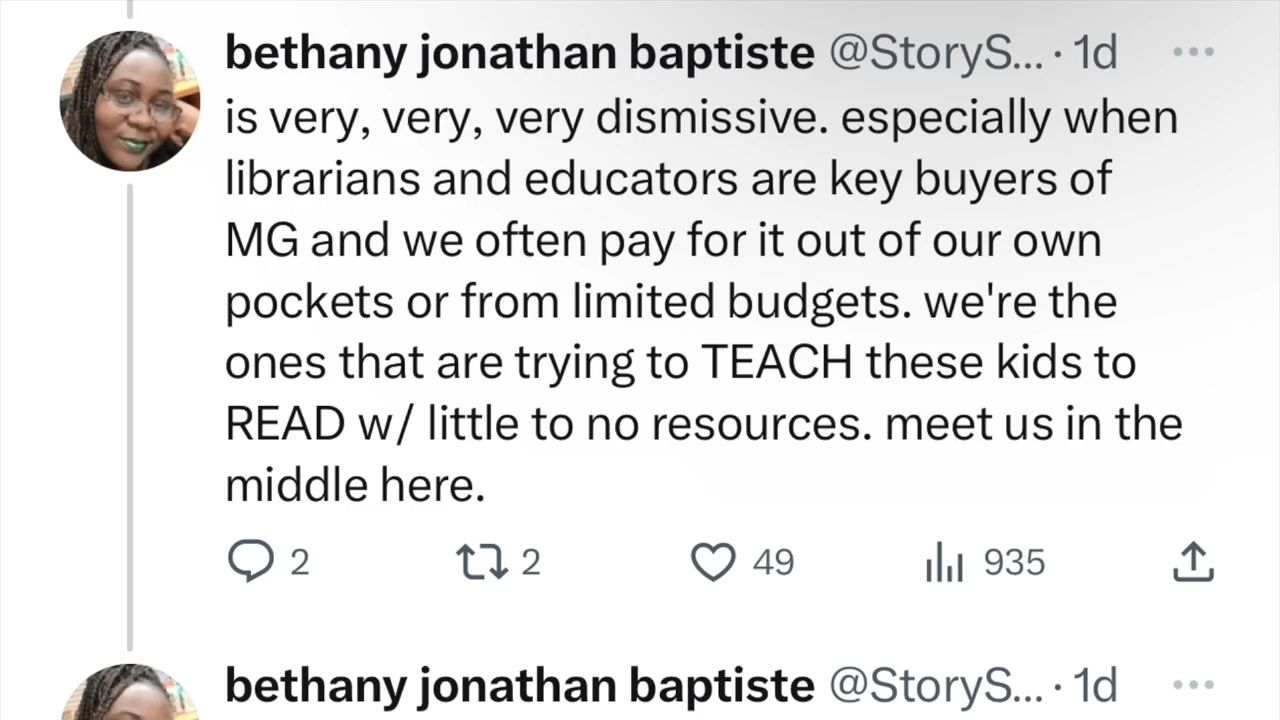 bethany jonathan baptiste @StoryS... · 1d
is very, very, very dismissive. especially when
librarians and educators are key buyers of
MG and we often pay for it out of our own
pockets or from limited budgets. we're the
ones that are trying to TEACH these kids to
READ w/ little to no resources. meet us in the
middle here.
2 2 49 935
bethany jonathan baptiste @StoryS... · 1d